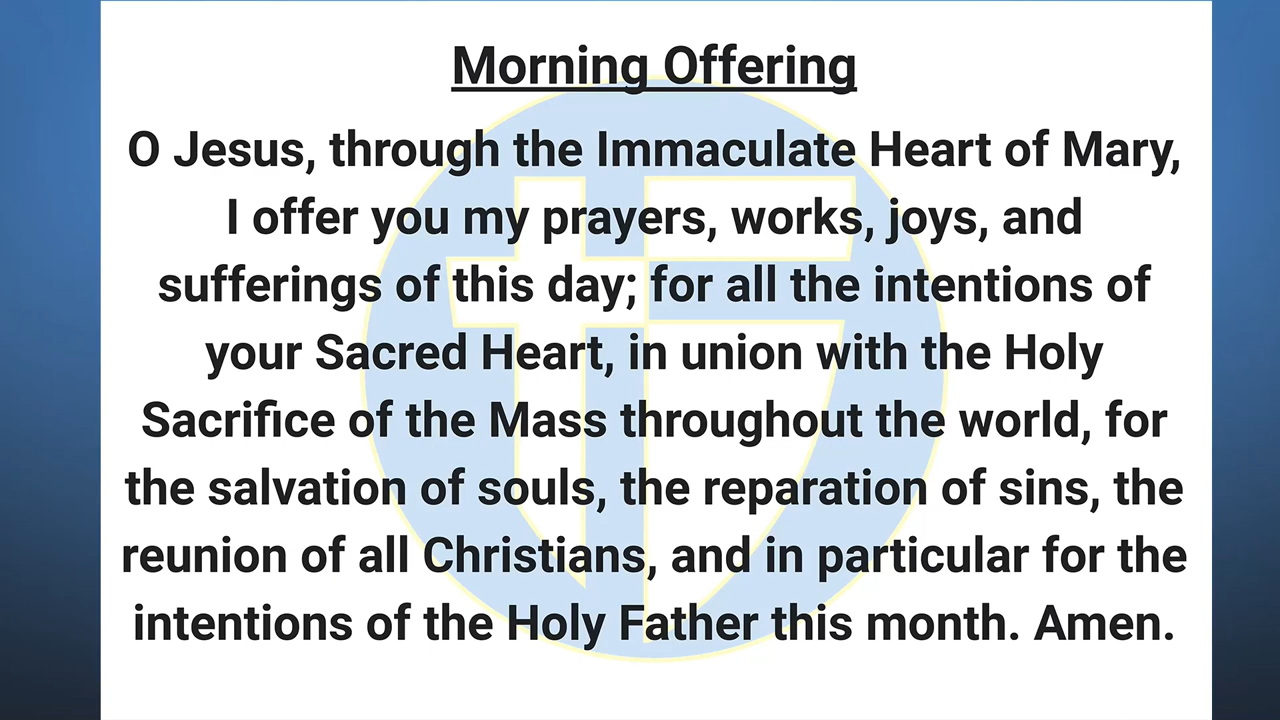 Morning Offering
O Jesus, through the Immaculate Heart of Mary,
I offer you my prayers, works, joys, and
sufferings of this day; for all the intentions of
your Sacred Heart, in union with the Holy
Sacrifice of the Mass throughout the world, for
the salvation of souls, the reparation of sins, the
reunion of all Christians, and in particular for the
intentions of the Holy Father this month. Amen.